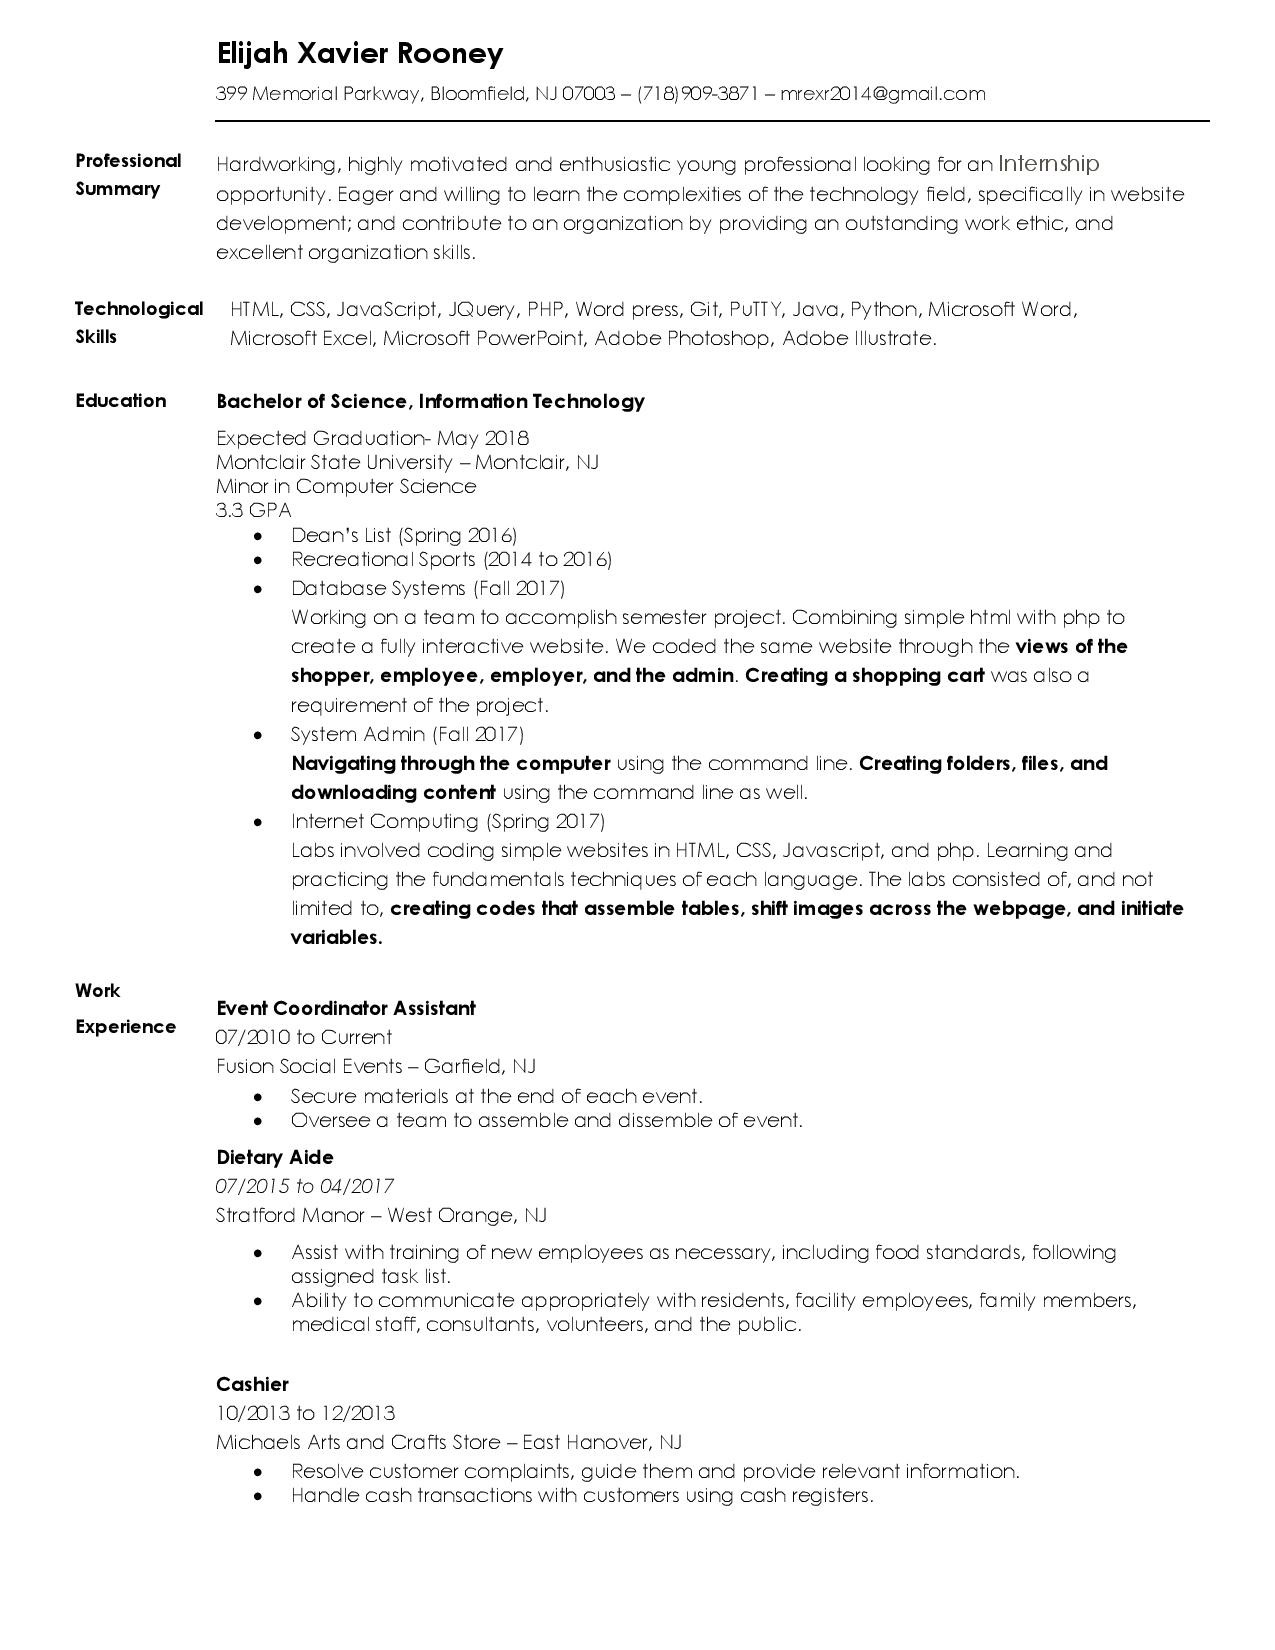 Elijah Xavier Rooney
399 Memorial Parkway, Bloomfield, NJ 07003 – (718)909-3871 – mrexr2014@gmail.com
Professional Summary
Hardworking, highly motivated and enthusiastic young professional looking for an Internship
opportunity. Eager and willing to learn the complexities of the technology field, specifically in website
development; and contribute to an organization by providing an outstanding work ethic, and
excellent organization skills.
Technological Skills
HTML, CSS, JavaScript, JQuery, PHP, Word press, Git, PuTTY, Java, Python, Microsoft Word,
Microsoft Excel, Microsoft PowerPoint, Adobe Photoshop, Adobe Illustrate.
Education
Bachelor of Science, Information Technology
Expected Graduation- May 2018
Montclair State University – Montclair, NJ
Minor in Computer Science
3.3 GPA
• Dean’s List (Spring 2016)
• Recreational Sports (2014 to 2016)
• Database Systems (Fall 2017)
Working on a team to accomplish semester project. Combining simple html with php to
create a fully interactive website. We coded the same website through the views of the
shopper, employee, employer, and the admin. Creating a shopping cart was also a
requirement of the project.
• System Admin (Fall 2017)
Navigating through the computer using the command line. Creating folders, files, and
downloading content using the command line as well.
• Internet Computing (Spring 2017)
Labs involved coding simple websites in HTML, CSS, Javascript, and php. Learning and
practicing the fundamentals techniques of each language. The labs consisted of, and not
limited to, creating codes that assemble tables, shift images across the webpage, and initiate
variables.
Work Experience
Event Coordinator Assistant
07/2010 to Current
Fusion Social Events – Garfield, NJ
• Secure materials at the end of each event.
• Oversee a team to assemble and dissemble of event.
Dietary Aide
07/2015 to 04/2017
Stratford Manor – West Orange, NJ
• Assist with training of new employees as necessary, including food standards, following
assigned task list.
• Ability to communicate appropriately with residents, facility employees, family members,
medical staff, consultants, volunteers, and the public.
Cashier
10/2013 to 12/2013
Michaels Arts and Crafts Store – East Hanover, NJ
• Resolve customer complaints, guide them and provide relevant information.
• Handle cash transactions with customers using cash registers.